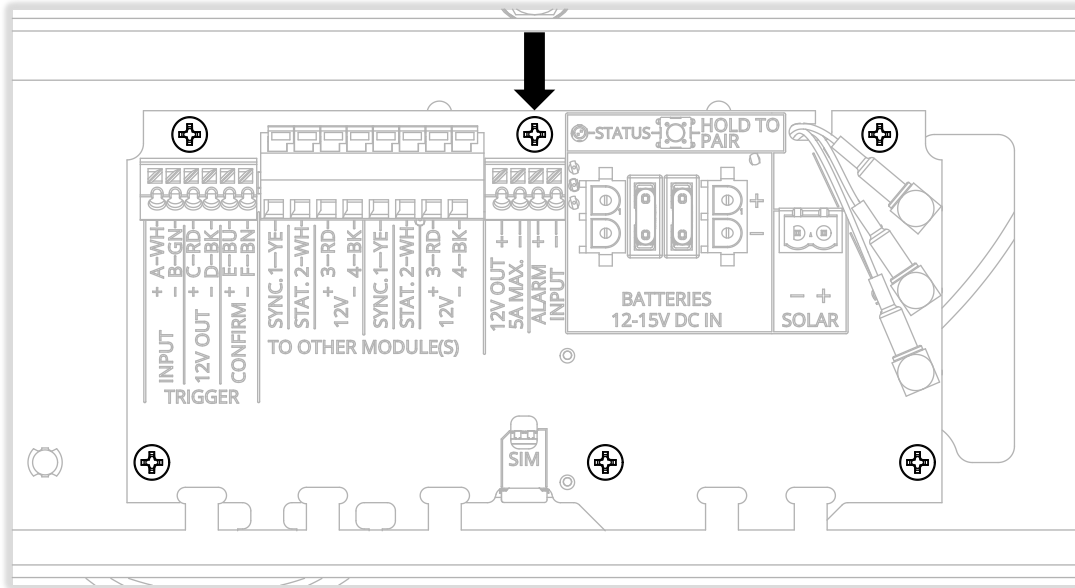 STATUS
HOLD TO
PAIR
+ A-WH
– B-GN
+ C-RD
– D-BK
+ E-BU
– F-BN
INPUT
12V OUT
CONFIRM
TRIGGER
SYNC. 1-YE
STAT. 2-WH
+ 3-RD
12V
– 4-BK
SYNC. 1-YE
STAT. 2-WH
+ 3-RD
12V
– 4-BK
TO OTHER MODULE(S)
12V OUT +
5A MAX. –
ALARM +
INPUT –
+
–
BATTERIES
12-15V DC IN
– +
SOLAR
SIM